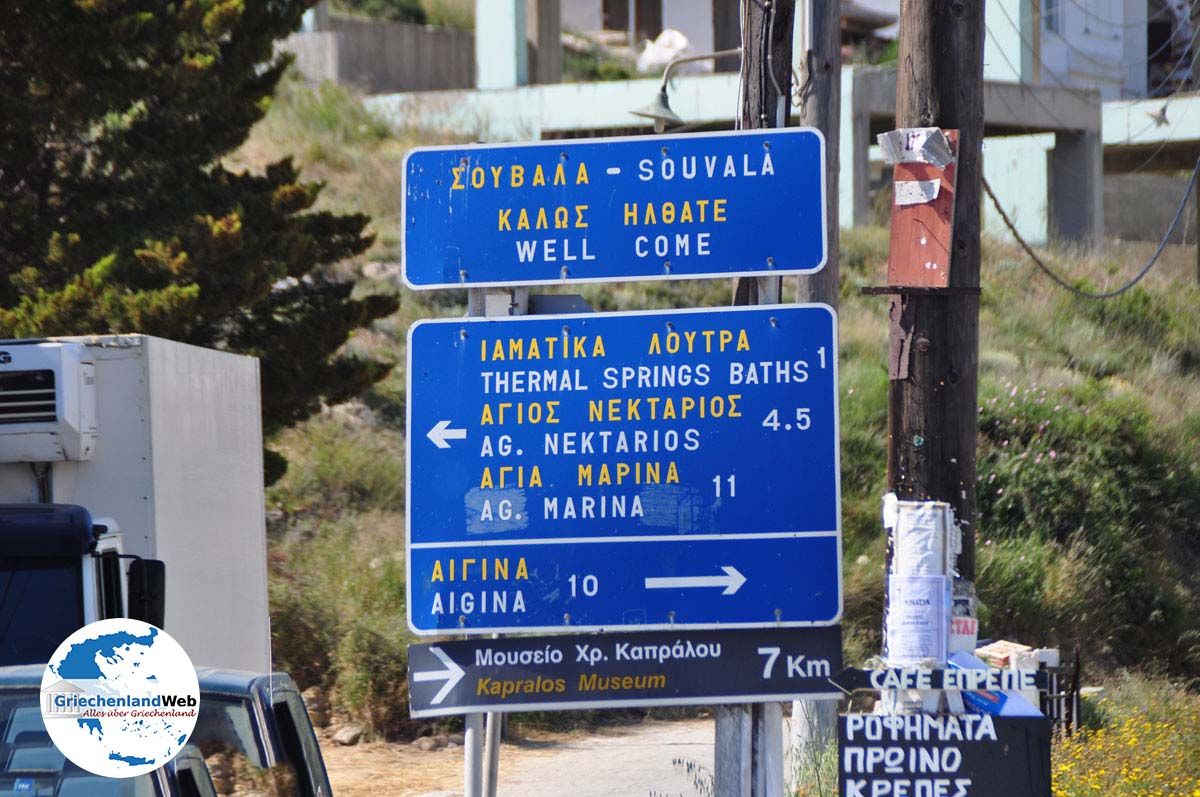 ΣΟΥΒΑΛΑ - SOUVALA
ΚΑΛΩΣ ΗΛΘΑΤΕ
WELL COME
ΙΑΜΑΤΙΚΑ ΛΟΥΤΡΑ
THERMAL SPRINGS BATHS 1
ΑΓΙΟΣ ΝΕΚΤΑΡΙΟΣ
AG. NEKTARIOS 4.5
ΑΓΙΑ ΜΑΡΙΝΑ
AG. MARINA 11
ΑΙΓΙΝΑ
AIGINA 10
Μουσείο Χρ. Καπράλου
Kapralos Museum 7 Km
CAFE ΕΠΡΕΠΕ
ΡΟΦΗΜΑΤΑ
ΠΡΩΙΝΟ
ΚΡΕΠΕΣ
GriechenlandWeb
Alles über Griechenland